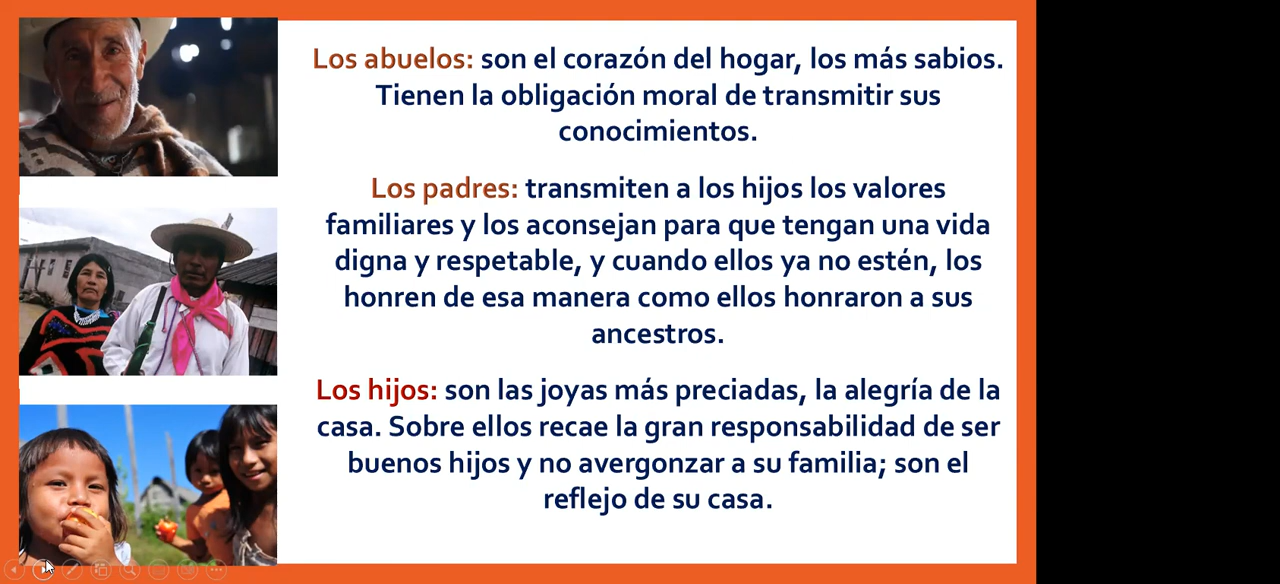 Los abuelos: son el corazón del hogar, los más sabios.
Tienen la obligación moral de transmitir sus
conocimientos.
Los padres: transmiten a los hijos los valores
familiares y los aconsejan para que tengan una vida
digna y respetable, y cuando ellos ya no estén, los
honren de esa manera como ellos honraron a sus
ancestros.
Los hijos: son las joyas más preciadas, la alegría de la
casa. Sobre ellos recae la gran responsabilidad de ser
buenos hijos y no avergonzar a su familia; son el
reflejo de su casa.